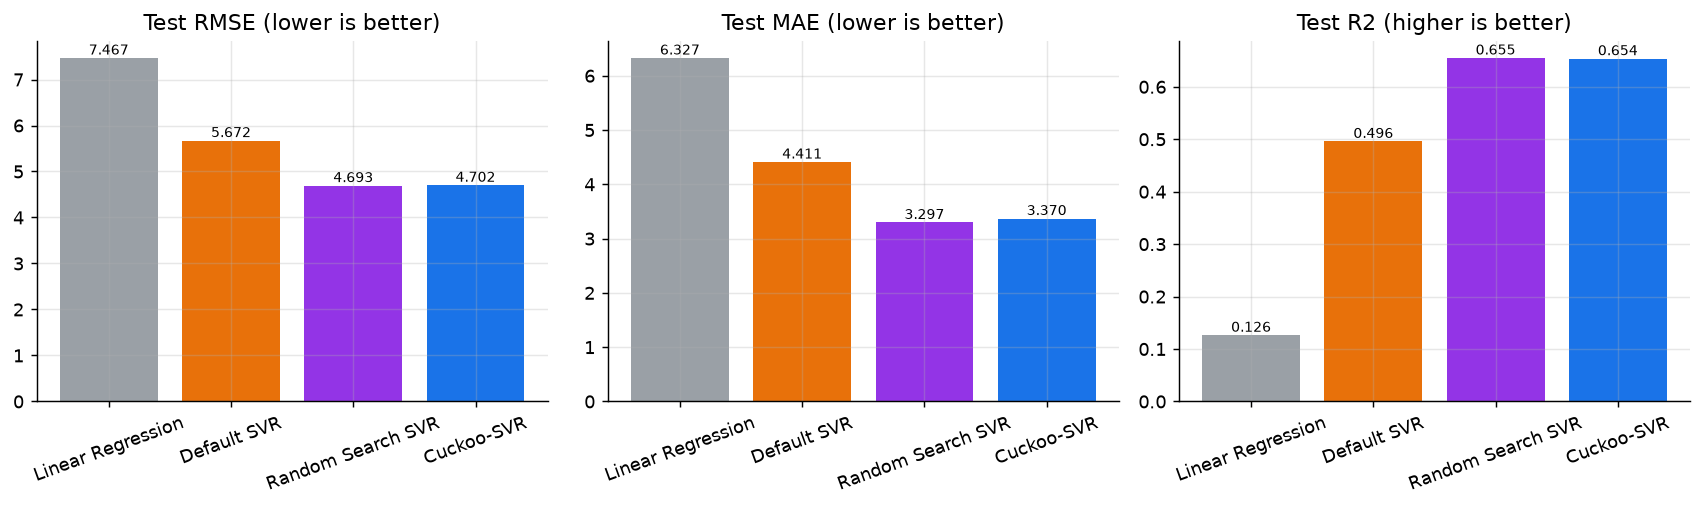 Test RMSE (lower is better)
7.467
5.672
4.693
4.702
7
6
5
4
3
2
1
0
Linear Regression
Default SVR
Random Search SVR
Cuckoo-SVR
Test MAE (lower is better)
6.327
4.411
3.297
3.370
6
5
4
3
2
1
0
Linear Regression
Default SVR
Random Search SVR
Cuckoo-SVR
Test R2 (higher is better)
0.126
0.496
0.655
0.654
0.6
0.5
0.4
0.3
0.2
0.1
0.0
Linear Regression
Default SVR
Random Search SVR
Cuckoo-SVR